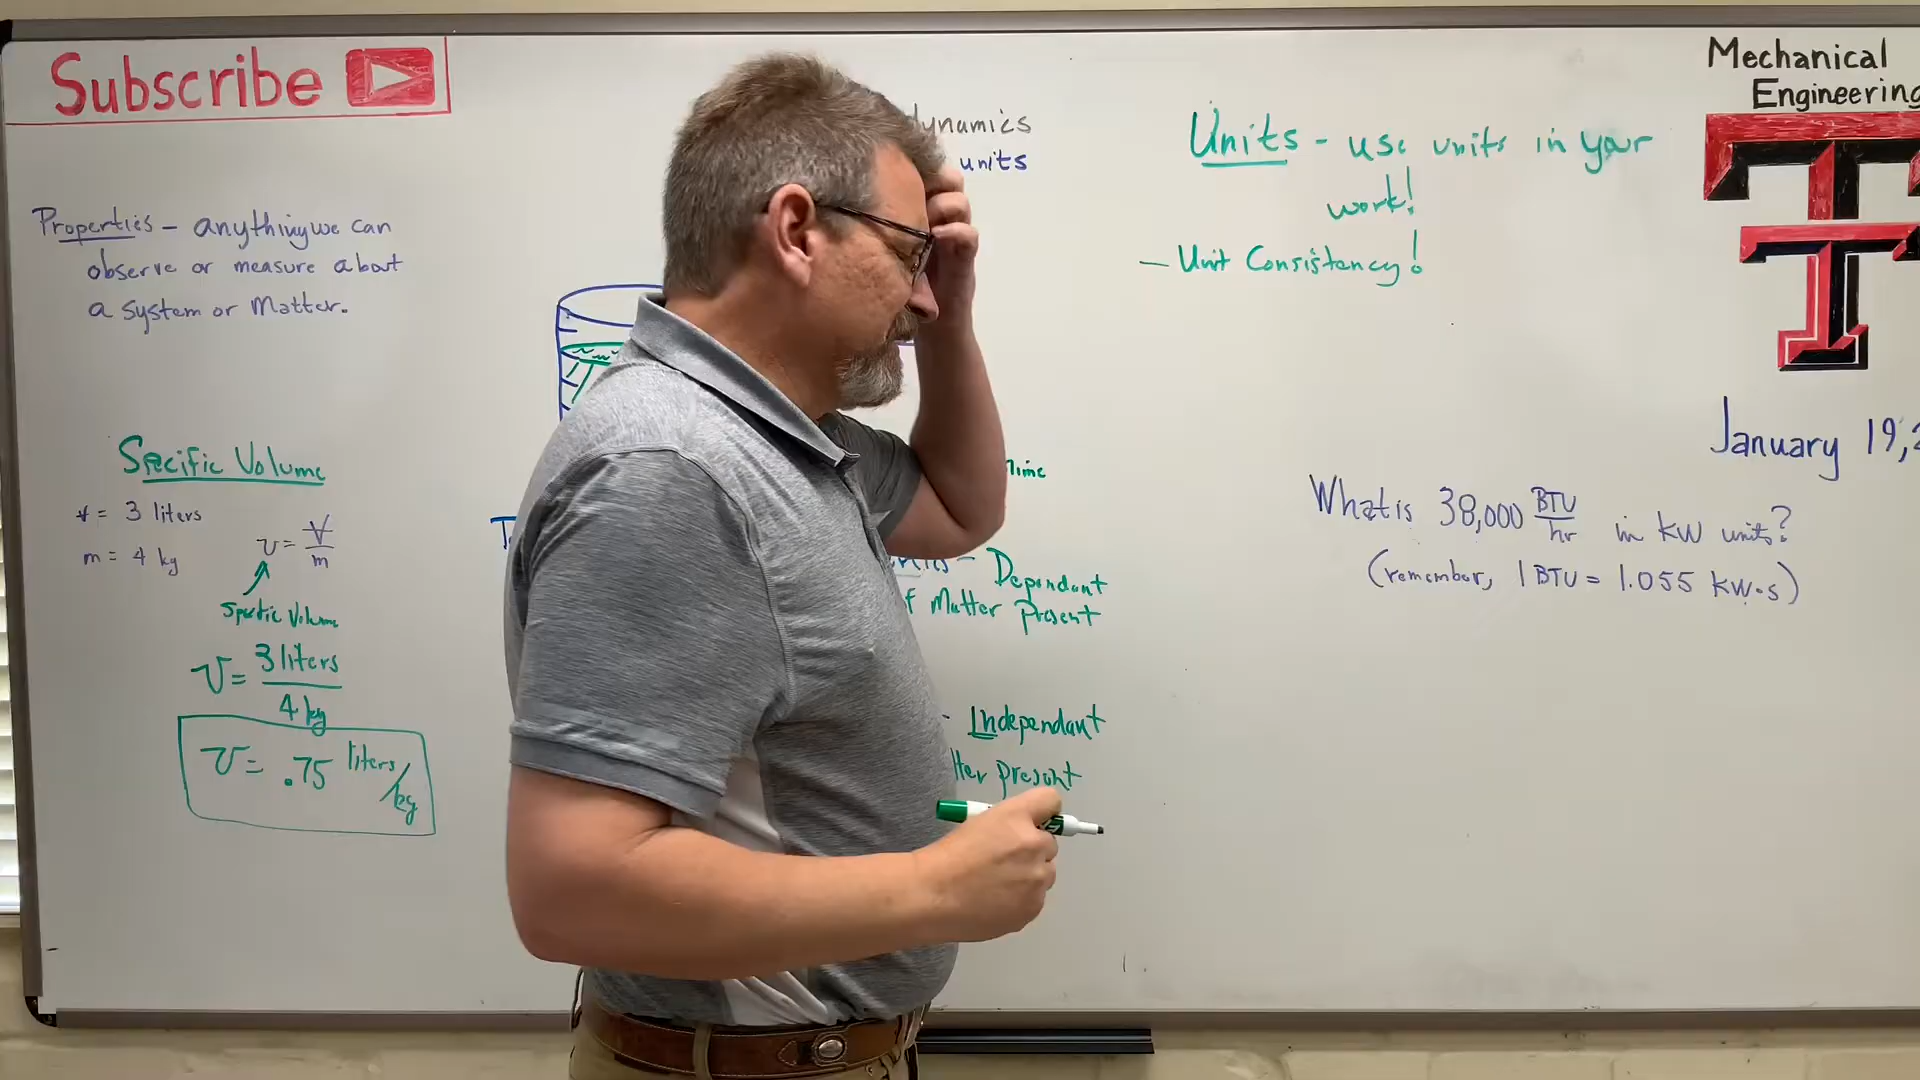 Subscribe
Mechanical
Engineering
dynamics
units
Units - use units in your
work!
- Unit Consistency!
Properties - anything we can
observe or measure about
a system or Matter.
January 19,
Specific Volume
V = 3 liters
m = 4 kg
v = V/m
Specific Volume
v = 3 liters / 4 kg
v = .75 liters/kg
time
Dependant
f Matter Present
- Independant
tter present
What is 38,000 BTU/hr in kW units?
(remember, 1 BTU = 1.055 kW·s)